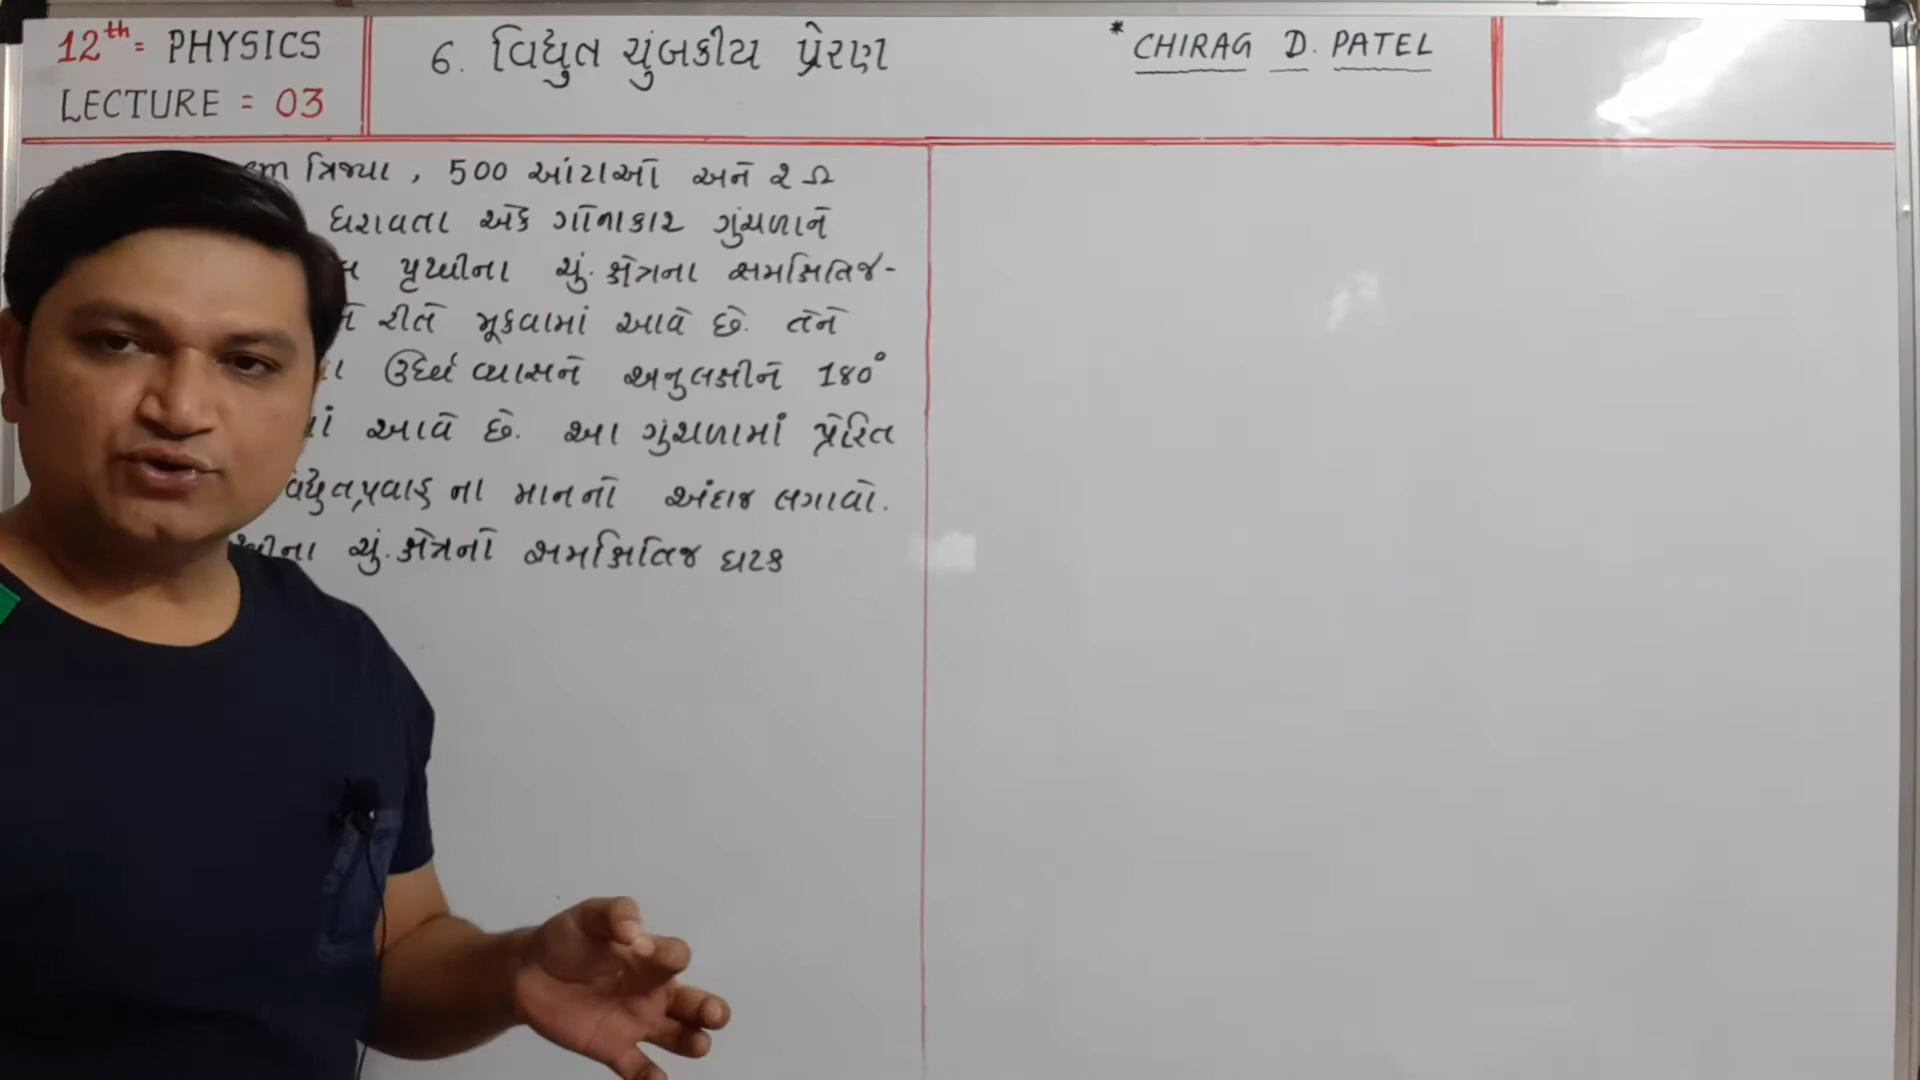 12th = PHYSICS
LECTURE = 03
6. વિદ્યુત ચુંબકીય પ્રેરણ
* CHIRAG D. PATEL
cm ત્રિજ્યા, 500 આંટાઓ અને 2 Ω
ધરાવતા એક ગોળાકાર ગુંચળાને
પૃથ્વીના ચું. ક્ષેત્રના સમક્ષિતિજ-
રીતે મૂકવામાં આવે છે. તેને
ઉર્ધ્વ વ્યાસને અનુલક્ષીને 180°
આવે છે. આ ગુંચળામાં પ્રેરિત
વિદ્યુતપ્રવાહ ના માનનો અંદાજ લગાવો.
ચું. ક્ષેત્રનો સમક્ષિતિજ ઘટક